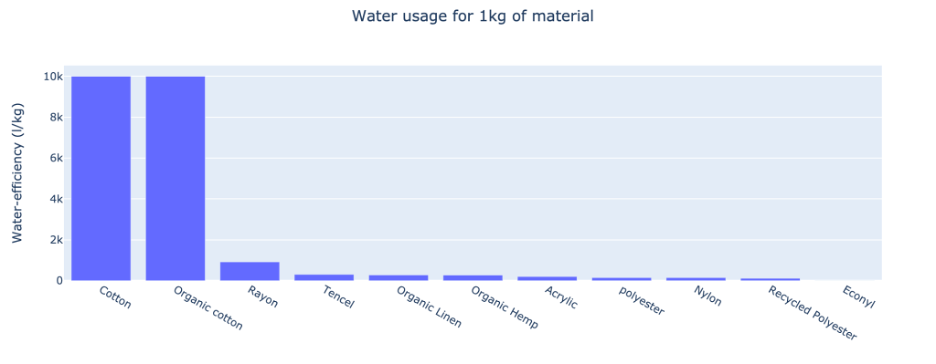 Water usage for 1kg of material
Water-efficiency (l/kg)
10k
8k
6k
4k
2k
0
Cotton
Organic cotton
Rayon
Tencel
Organic Linen
Organic Hemp
Acrylic
polyester
Nylon
Recycled Polyester
Econyl